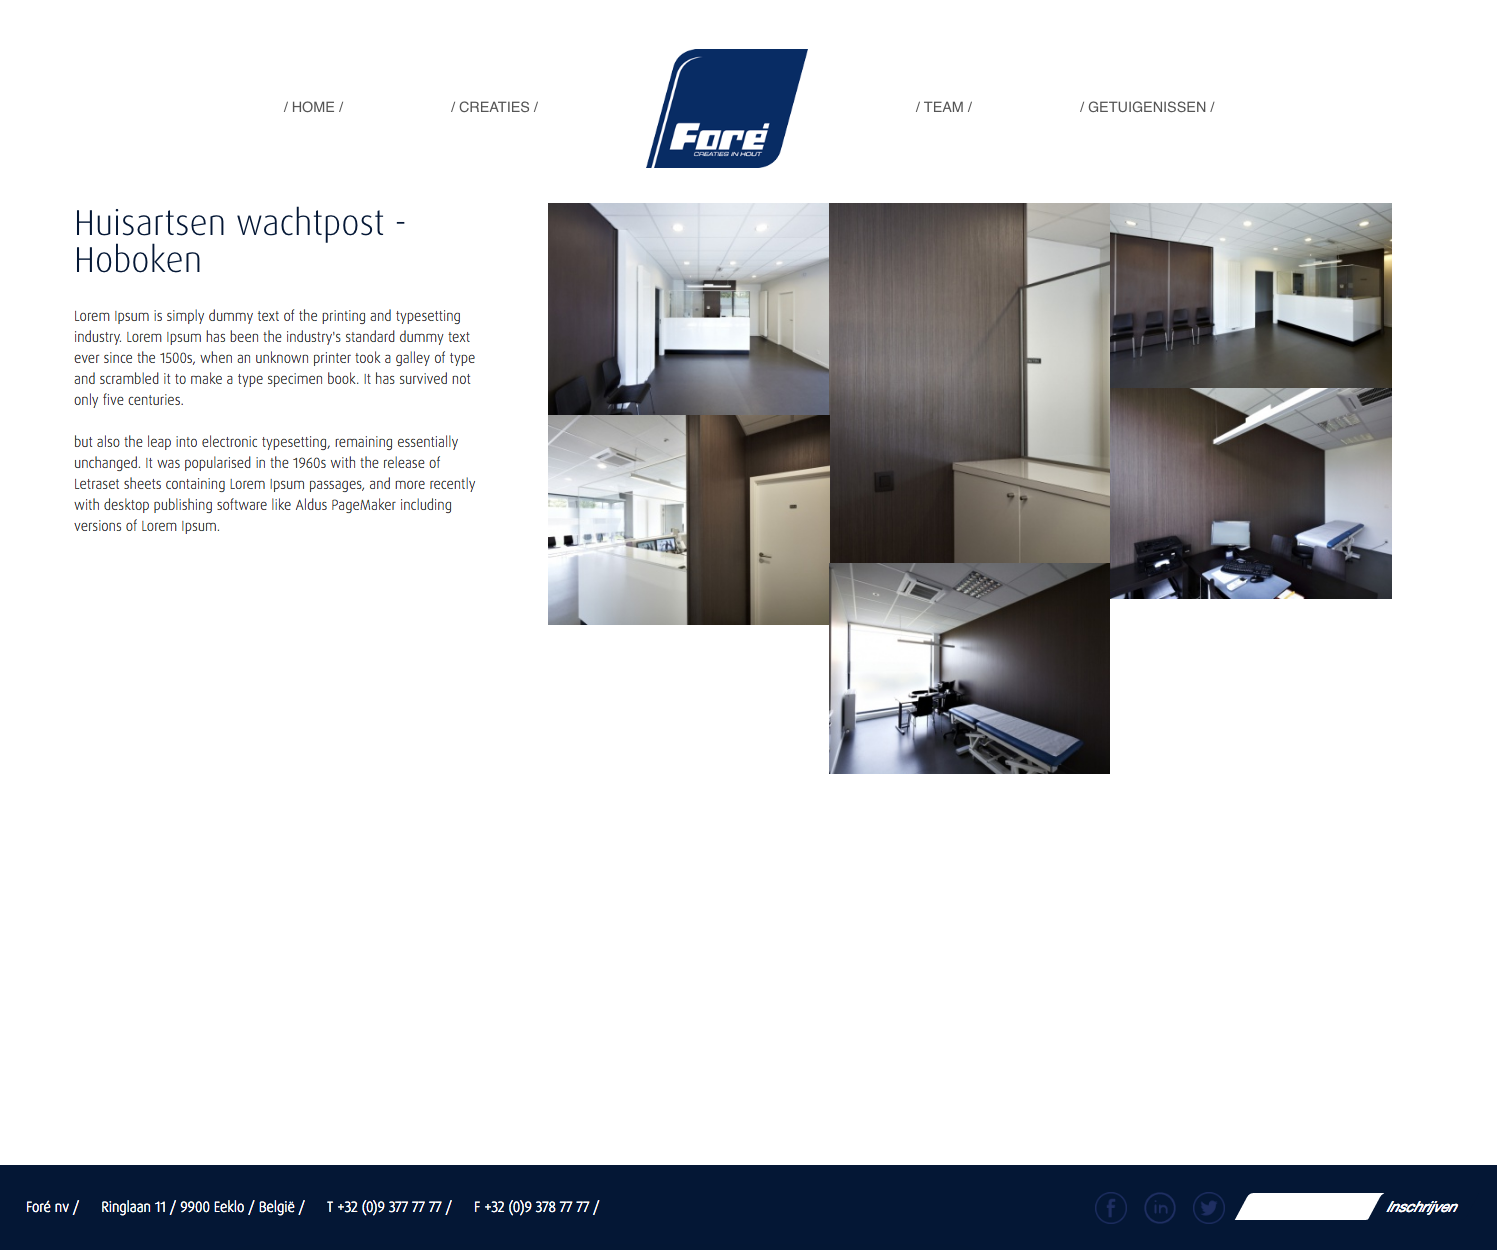 / HOME /
/ CREATIES /
Foré
CREATIES IN HOUT
/ TEAM /
/ GETUIGENISSEN /
Huisartsen wachtpost -
Hoboken
Lorem Ipsum is simply dummy text of the printing and typesetting
industry. Lorem Ipsum has been the industry's standard dummy text
ever since the 1500s, when an unknown printer took a galley of type
and scrambled it to make a type specimen book. It has survived not
only five centuries.
but also the leap into electronic typesetting, remaining essentially
unchanged. It was popularised in the 1960s with the release of
Letraset sheets containing Lorem Ipsum passages, and more recently
with desktop publishing software like Aldus PageMaker including
versions of Lorem Ipsum.
Foré nv / Ringlaan 11 / 9900 Eeklo / België / T +32 (0)9 377 77 77 / F +32 (0)9 378 77 77 /
f in Inschrijven